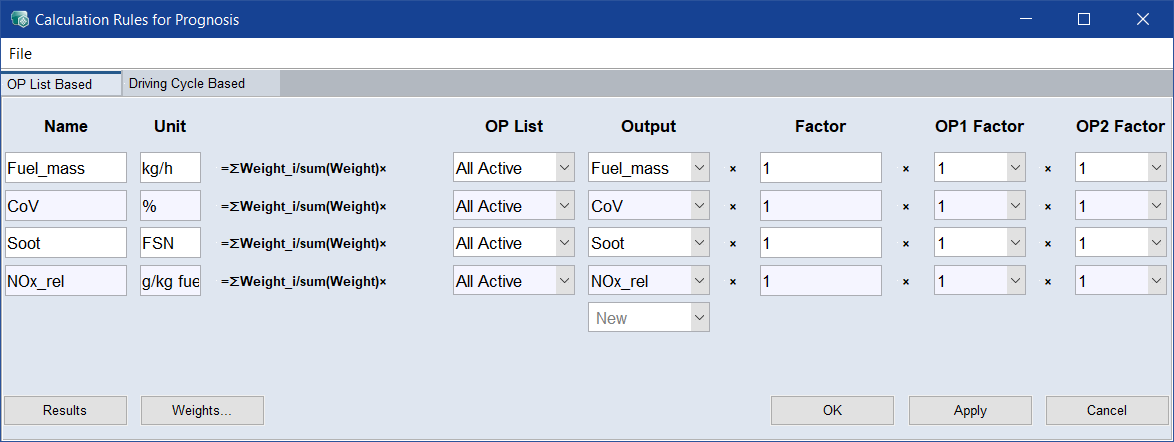 Calculation Rules for Prognosis
File
OP List Based Driving Cycle Based
Name Unit OP List Output Factor OP1 Factor OP2 Factor
Fuel_mass kg/h =ΣWeight_i/sum(Weight)× All Active Fuel_mass × 1 × 1 × 1
CoV % =ΣWeight_i/sum(Weight)× All Active CoV × 1 × 1 × 1
Soot FSN =ΣWeight_i/sum(Weight)× All Active Soot × 1 × 1 × 1
NOx_rel g/kg fue =ΣWeight_i/sum(Weight)× All Active NOx_rel × 1 × 1 × 1
New
Results Weights... OK Apply Cancel